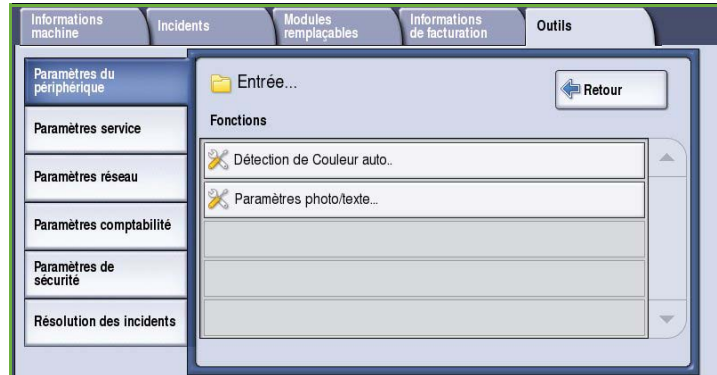 Informations
machine
Incidents
Modules
remplaçables
Informations
de facturation
Outils
Paramètres du
périphérique
Paramètres service
Paramètres réseau
Paramètres comptabilité
Paramètres de
sécurité
Résolution des incidents
Entrée...
Retour
Fonctions
Détection de Couleur auto..
Paramètres photo/texte...